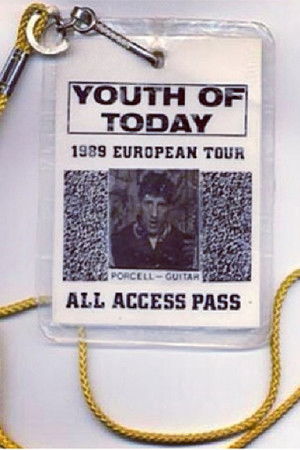 YOUTH OF
TODAY
1989 EUROPEAN TOUR
PORCELL - GUITAR
ALL ACCESS PASS